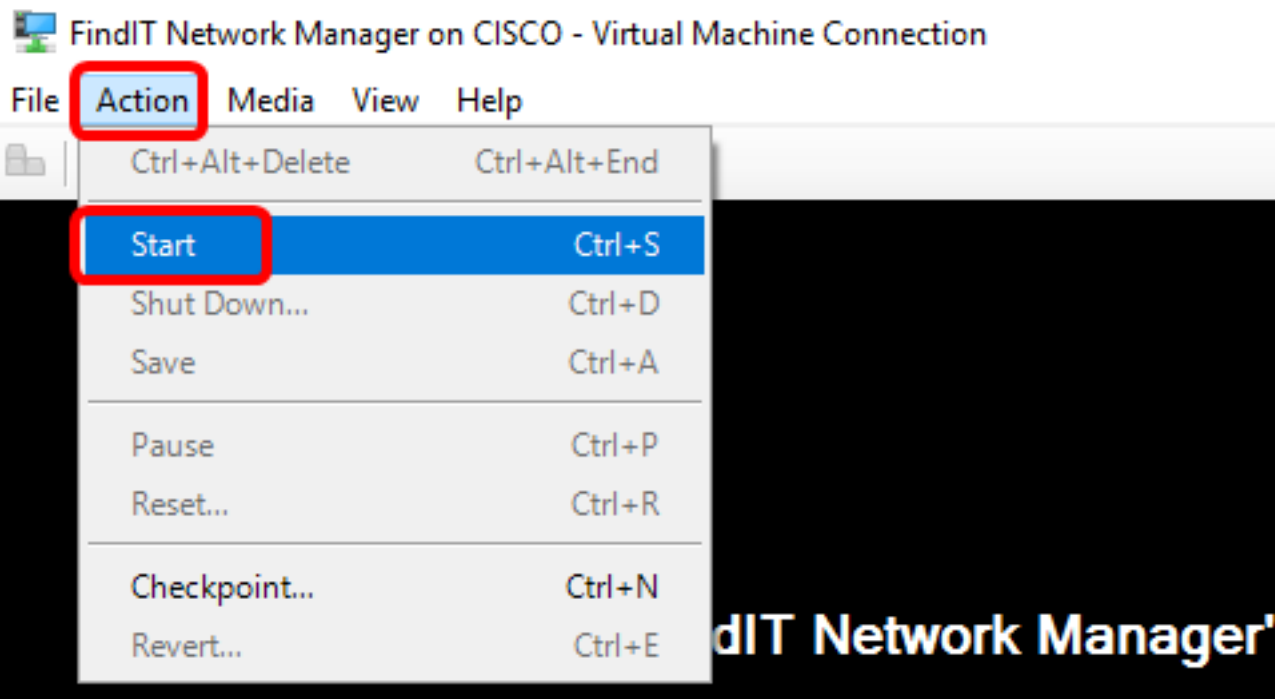 FindIT Network Manager on CISCO - Virtual Machine Connection
File Action Media View Help
Ctrl+Alt+Delete Ctrl+Alt+End
Start Ctrl+S
Shut Down... Ctrl+D
Save Ctrl+A
Pause Ctrl+P
Reset... Ctrl+R
Checkpoint... Ctrl+N
Revert... Ctrl+E
dIT Network Manager'